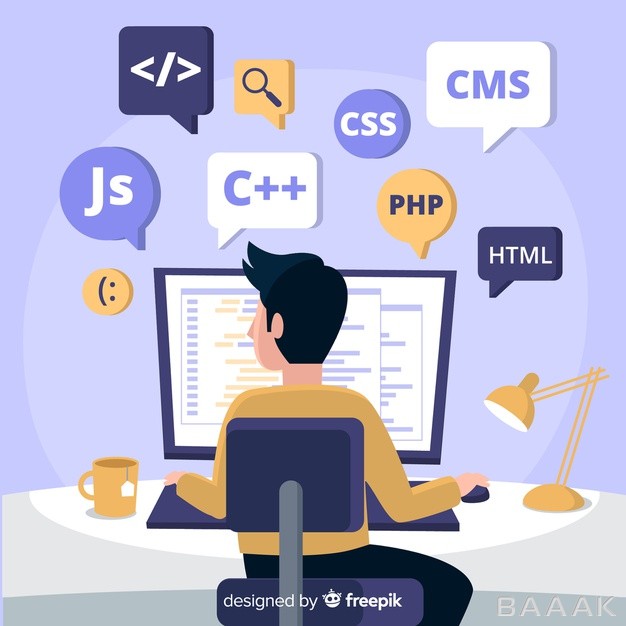 </>
CMS
CSS
Js
C++
PHP
HTML
(:
designed by freepik
BAAAK